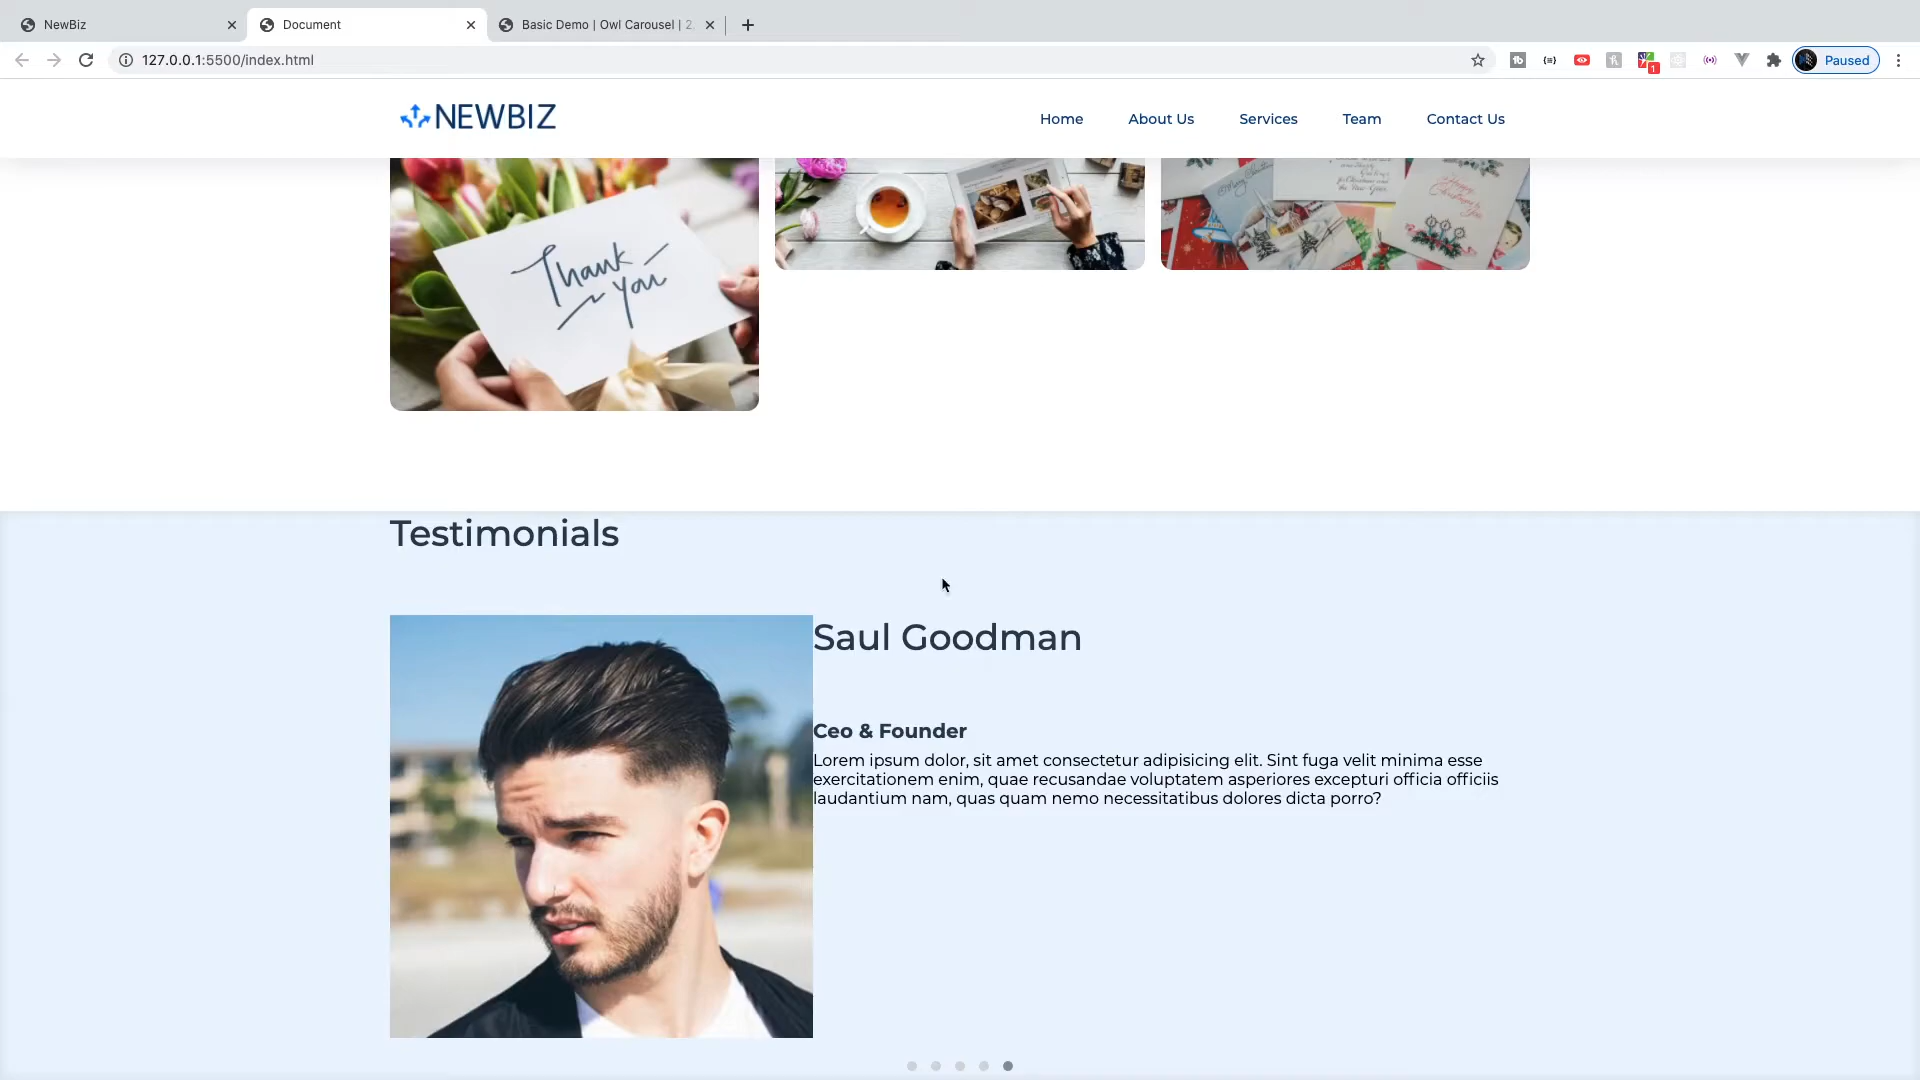 NewBiz
Document
Basic Demo | Owl Carousel | 2
127.0.0.1:5500/index.html
Paused
1
NEWBIZ
Home
About Us
Services
Team
Contact Us
Thank
You
Testimonials
Saul Goodman
Ceo & Founder
Lorem ipsum dolor, sit amet consectetur adipisicing elit. Sint fuga velit minima esse
exercitationem enim, quae recusandae voluptatem asperiores excepturi officia officiis
laudantium nam, quas quam nemo necessitatibus dolores dicta porro?